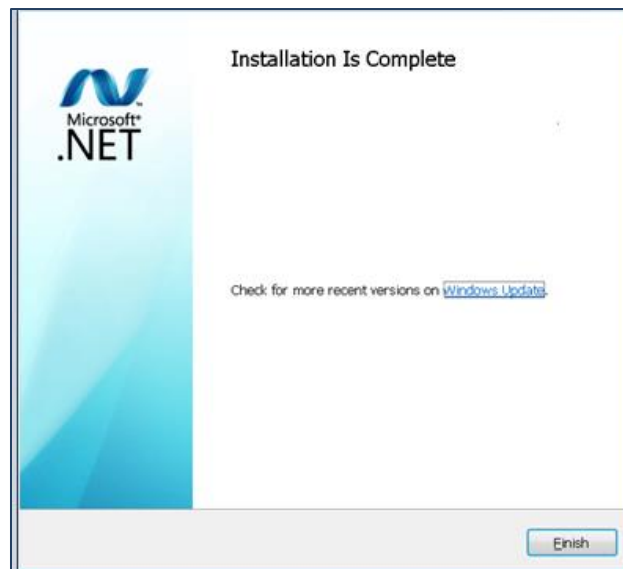 Installation Is Complete
Microsoft®
.NET
Check for more recent versions on Windows Update.
Finish